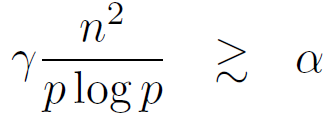 γ n² / (p log p) ≳ α